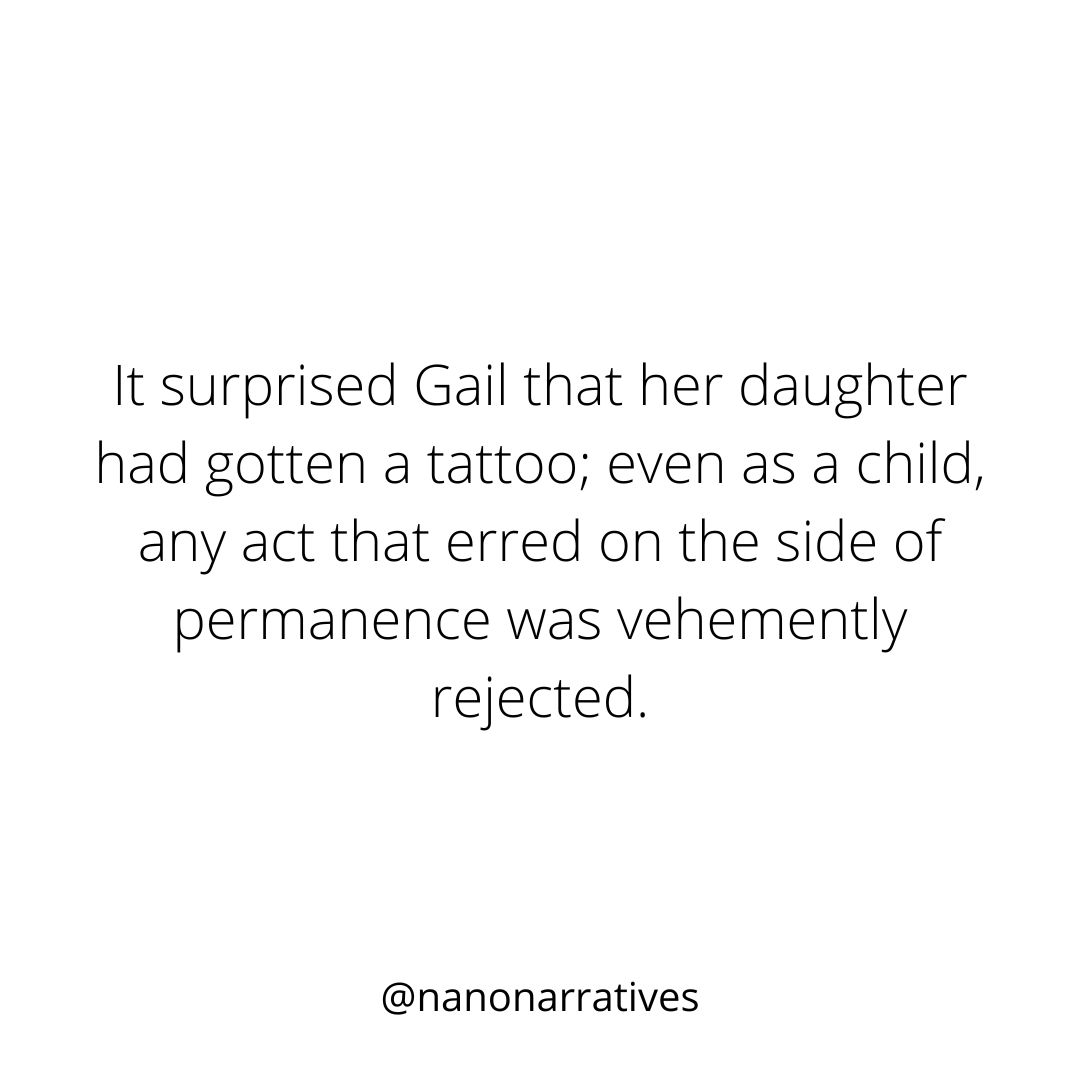 It surprised Gail that her daughter
had gotten a tattoo; even as a child,
any act that erred on the side of
permanence was vehemently
rejected.
@nanonarratives